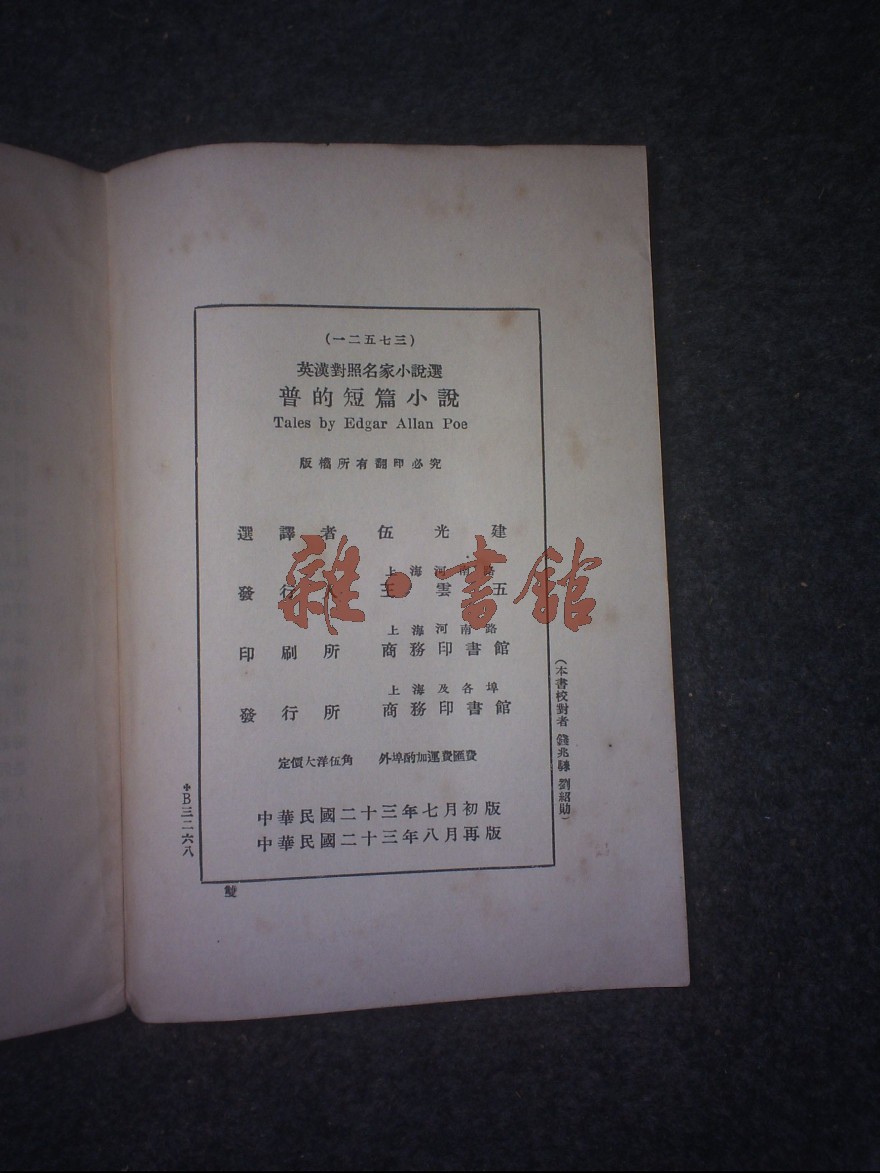 (一二五七三)
英漢對照名家小說選
普的短篇小說
Tales by Edgar Allan Poe
版權所有翻印必究
選譯者 伍光建
上海河南路
發行人 王雲五
上海河南路
印刷所 商務印書館
上海及各埠
發行所 商務印書館
定價大洋伍角 外埠酌加運費匯費
中華民國二十三年七月初版
中華民國二十三年八月再版
(本書校對者 錢兆 劉紹勛)
B三二六八
雙
雜·書館